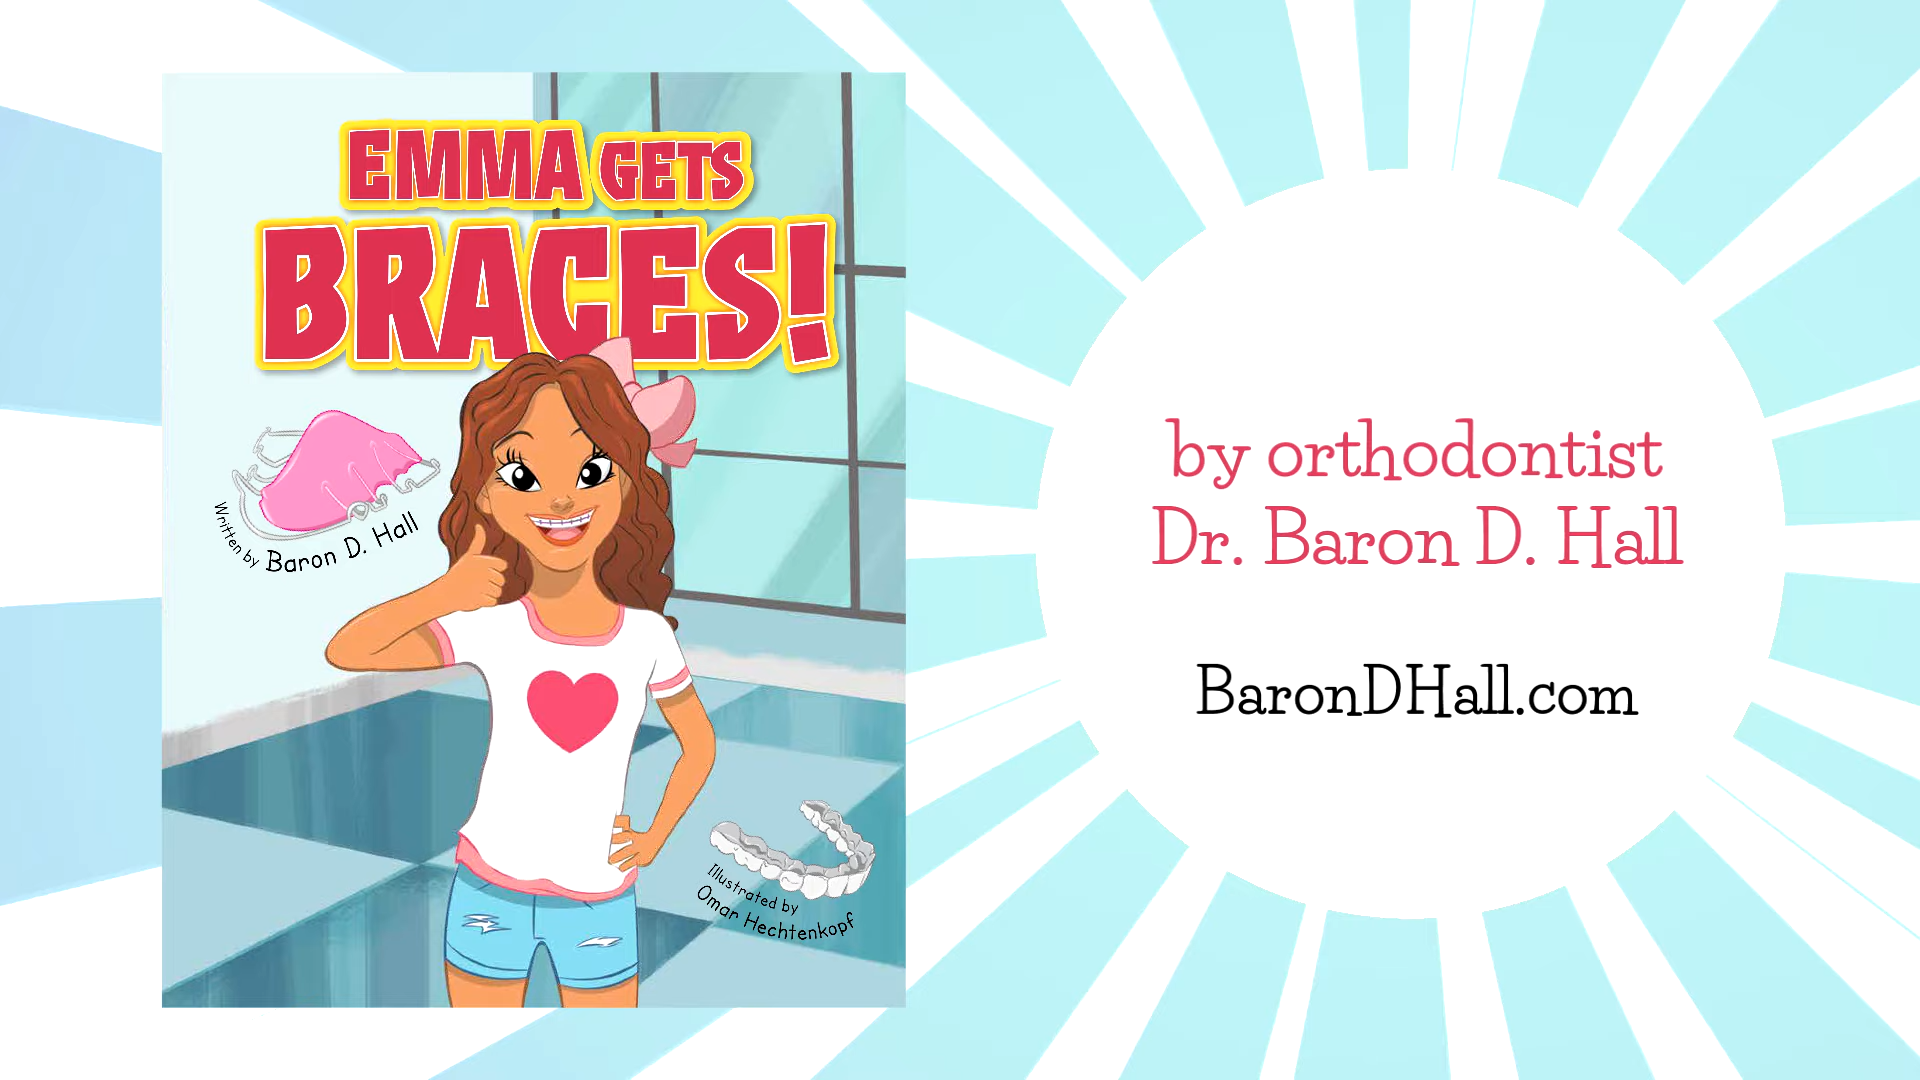 EMMA GETS
BRACES!
Written by Baron D. Hall
Illustrated by
Omar Hechtenkopf
by orthodontist
Dr. Baron D. Hall
BaronDHall.com